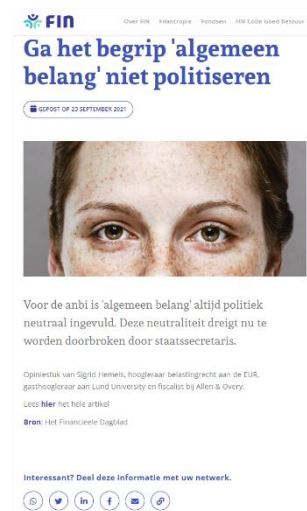 FIN
Over FIN Filantropie Fondsen FIN Code Goed Bestuur
Ga het begrip 'algemeen
belang' niet politiseren
GEPOST OP 23 SEPTEMBER 2021
Voor de anbi is 'algemeen belang' altijd politiek
neutraal ingevuld. Deze neutraliteit dreigt nu te
worden doorbroken door staatssecretaris.
Opiniestuk van Sigrid Hemels, hoogleraar belastingrecht aan de EUR,
gasthoogleraar aan Lund University en fiscalist bij Allen & Overy.
Lees hier het hele artikel
Bron: Het Financieele Dagblad
Interessant? Deel deze informatie met uw netwerk.